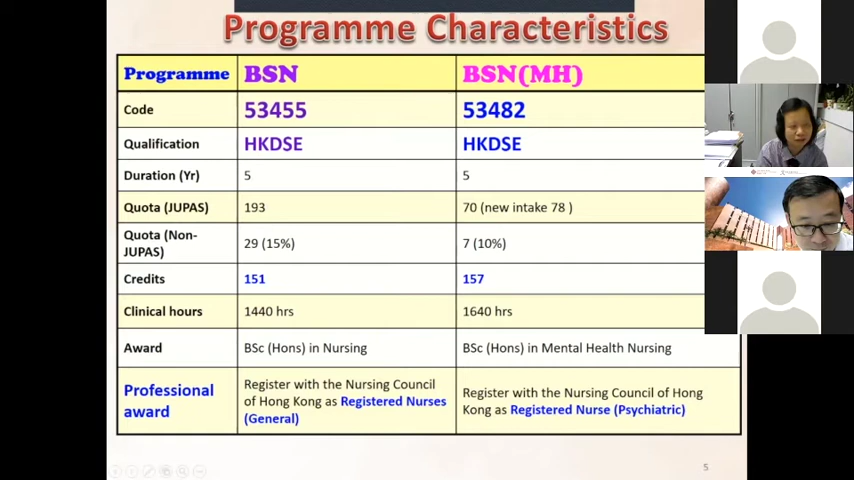 Programme Characteristics
Programme BSN BSN(MH)
Code 53455 53482
Qualification HKDSE HKDSE
Duration (Yr) 5 5
Quota (JUPAS) 193 70 (new intake 78 )
Quota (Non-
JUPAS) 29 (15%) 7 (10%)
Credits 151 157
Clinical hours 1440 hrs 1640 hrs
Award BSc (Hons) in Nursing BSc (Hons) in Mental Health Nursing
Professional
award
Register with the Nursing Council
of Hong Kong as Registered Nurses
(General)
Register with the Nursing Council of Hong
Kong as Registered Nurse (Psychiatric)
5